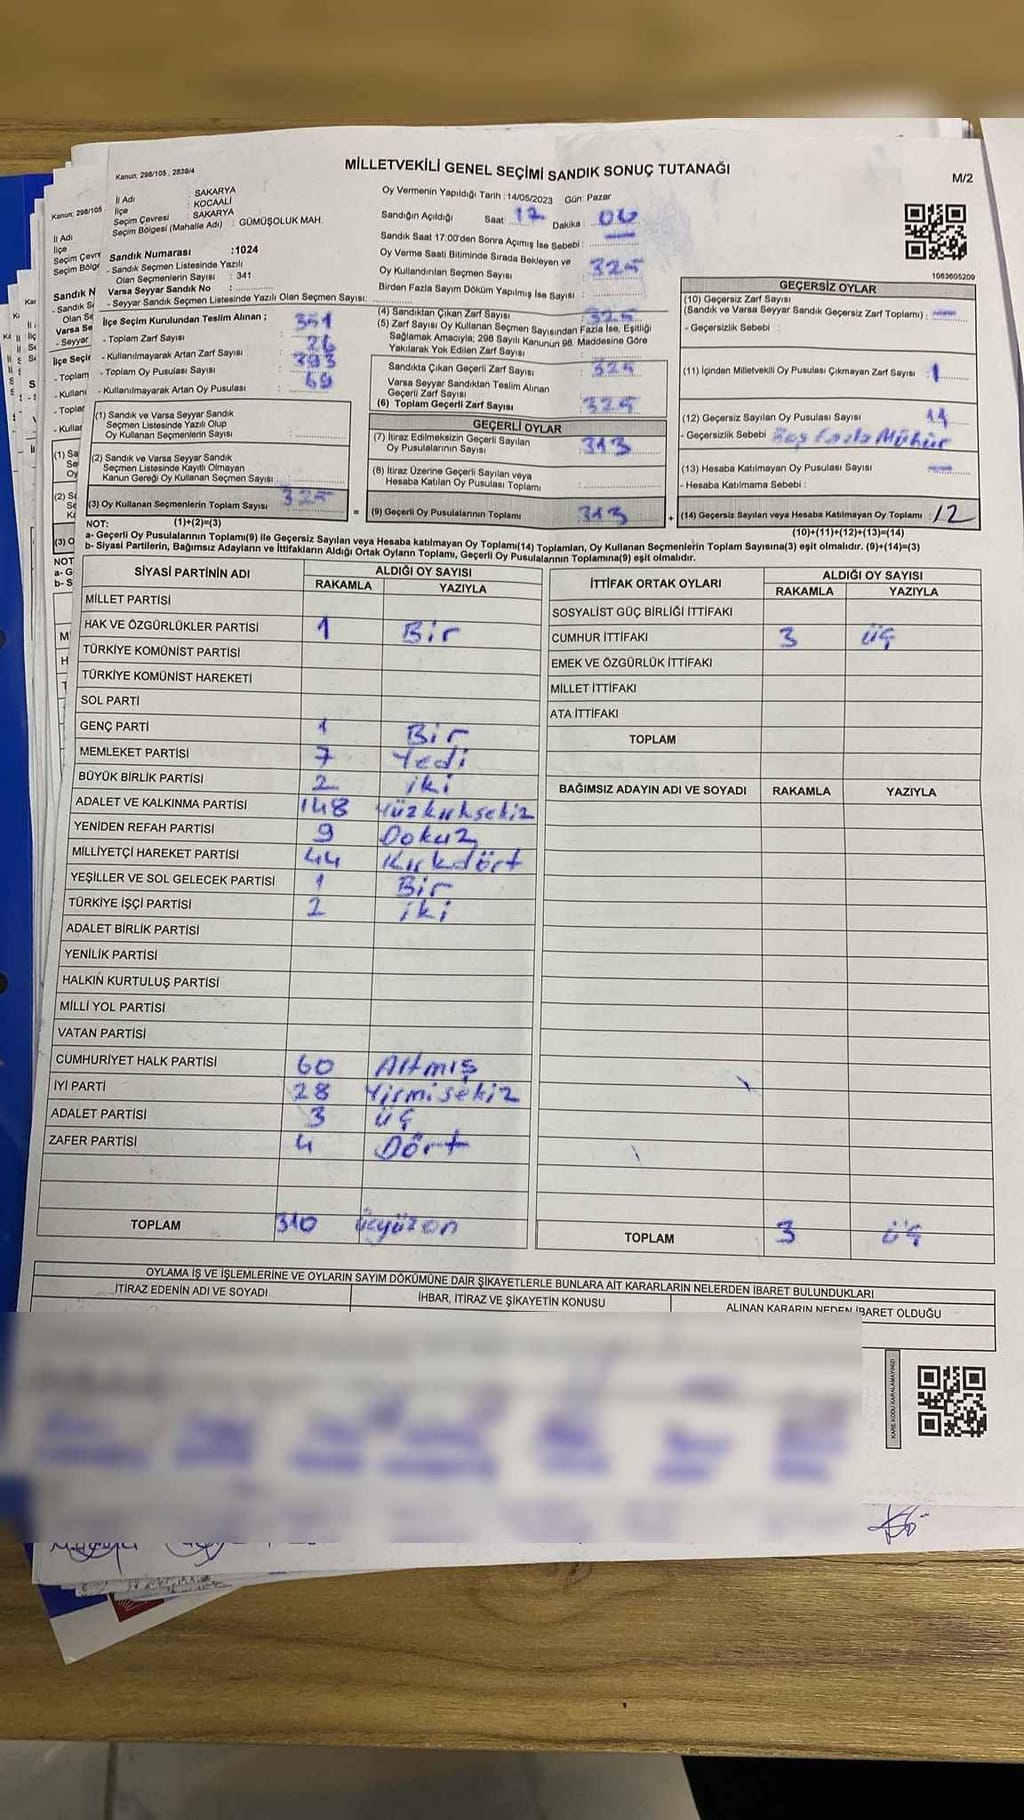 MİLLETVEKİLİ GENEL SEÇİMİ SANDIK SONUÇ TUTANAĞI
Kanun: 298/105 , 2839/4
M/2
İl Adı : SAKARYA
İlçe : KOCAALİ
Seçim Çevresi : SAKARYA
Seçim Bölgesi (Mahalle Adı) : GÜMÜŞOLUK MAH.
Sandık Numarası :1024
- Sandık Seçmen Listesinde Yazılı
Olan Seçmenlerin Sayısı : 341
Varsa Seyyar Sandık No :
- Seyyar Sandık Seçmen Listesinde Yazılı Olan Seçmen Sayısı:
Oy Vermenin Yapıldığı Tarih : 14/05/2023 Gün: Pazar
Sandığın Açıldığı Saat: 17 Dakika : 06
Sandık Saat 17:00'den Sonra Açımış İse Sebebi :
Oy Verme Saati Bitiminde Sırada Bekleyen ve
Oy Kullandırılan Seçmen Sayısı : 325
Birden Fazla Sayım Döküm Yapılmış İse Sayısı :
1083605209
İlçe Seçim Kurulundan Teslim Alınan ;
- Toplam Zarf Sayısı : 351
- Kullanılmayarak Artan Zarf Sayısı : 26
- Toplam Oy Pusulası Sayısı : 393
- Kullanılmayarak Artan Oy Pusulası : 69
(1) Sandık ve Varsa Seyyar Sandık
Seçmen Listesinde Yazılı Olup
Oy Kullanan Seçmenlerin Sayısı :
(2) Sandık ve Varsa Seyyar Sandık
Seçmen Listesinde Kayıtlı Olmayan
Kanun Gereği Oy Kullanan Seçmen Sayısı :
(3) Oy Kullanan Seçmenlerin Toplam Sayısı : 325
(4) Sandıktan Çıkan Zarf Sayısı : 325
(5) Zarf Sayısı Oy Kullanan Seçmen Sayısından Fazla İse, Eşitliği
Sağlamak Amacıyla; 298 Sayılı Kanunun 98. Maddesine Göre
Yakılarak Yok Edilen Zarf Sayısı :
Sandıkta Çıkan Geçerli Zarf Sayısı : 325
Varsa Seyyar Sandıktan Teslim Alınan
Geçerli Zarf Sayısı :
(6) Toplam Geçerli Zarf Sayısı : 325
GEÇERLİ OYLAR
(7) İtiraz Edilmeksizin Geçerli Sayılan
Oy Pusulalarının Sayısı : 313
(8) İtiraz Üzerine Geçerli Sayılan veya
Hesaba Katılan Oy Pusulası Toplamı :
= (9) Geçerli Oy Pusulalarının Toplamı : 313 +
GEÇERSİZ OYLAR
(10) Geçersiz Zarf Sayısı
(Sandık ve Varsa Seyyar Sandık Geçersiz Zarf Toplamı) :
- Geçersizlik Sebebi :
(11) İçinden Milletvekili Oy Pusulası Çıkmayan Zarf Sayısı : 1
(12) Geçersiz Sayılan Oy Pusulası Sayısı : 11
- Geçersizlik Sebebi : Fazla Mühür
(13) Hesaba Katılmayan Oy Pusulası Sayısı :
- Hesaba Katılmama Sebebi :
(14) Geçersiz Sayılan veya Hesaba Katılmayan Oy Toplamı : 12
NOT: (1)+(2)=(3) (10)+(11)+(12)+(13)=(14)
a- Geçerli Oy Pusulalarının Toplamı(9) ile Geçersiz Sayılan veya Hesaba Katılmayan Oy Toplamı(14) Toplamları, Oy Kullanan Seçmenlerin Toplam Sayısına(3) eşit olmalıdır. (9)+(14)=(3)
b- Siyasi Partilerin, Bağımsız Adayların ve İttifakların Aldığı Ortak Oyların Toplamı, Geçerli Oy Pusulalarının Toplamına(9) eşit olmalıdır.
SİYASİ PARTİNİN ADI ALDIĞI OY SAYISI
RAKAMLA YAZIYLA
MİLLET PARTİSİ
HAK VE ÖZGÜRLÜKLER PARTİSİ 1 Bir
TÜRKİYE KOMÜNİST PARTİSİ
TÜRKİYE KOMÜNİST HAREKETİ
SOL PARTİ
GENÇ PARTİ 1 Bir
MEMLEKET PARTİSİ 7 Yedi
BÜYÜK BİRLİK PARTİSİ 2 iki
ADALET VE KALKINMA PARTİSİ 148 Yüzkırksekiz
YENİDEN REFAH PARTİSİ 9 Dokuz
MİLLİYETÇİ HAREKET PARTİSİ 44 Kırkdört
YEŞİLLER VE SOL GELECEK PARTİSİ 1 Bir
TÜRKİYE İŞÇİ PARTİSİ 2 iki
ADALET BİRLİK PARTİSİ
YENİLİK PARTİSİ
HALKIN KURTULUŞ PARTİSİ
MİLLİ YOL PARTİSİ
VATAN PARTİSİ
CUMHURİYET HALK PARTİSİ 60 Altmış
İYİ PARTİ 28 Yirmisekiz
ADALET PARTİSİ 3 üç
ZAFER PARTİSİ 4 Dört
TOPLAM 310 üçyüzon
İTTİFAK ORTAK OYLARI ALDIĞI OY SAYISI
RAKAMLA YAZIYLA
SOSYALİST GÜÇ BİRLİĞİ İTTİFAKI
CUMHUR İTTİFAKI 3 üç
EMEK VE ÖZGÜRLÜK İTTİFAKI
MİLLET İTTİFAKI
ATA İTTİFAKI
TOPLAM
BAĞIMSIZ ADAYIN ADI VE SOYADI RAKAMLA YAZIYLA
TOPLAM 3 üç
OYLAMA İŞ VE İŞLEMLERİNE VE OYLARIN SAYIM DÖKÜMÜNE DAİR ŞİKAYETLERLE BUNLARA AİT KARARLARIN NELERDEN İBARET BULUNDUKLARI
İTİRAZ EDENİN ADI VE SOYADI İHBAR, İTİRAZ VE ŞİKAYETİN KONUSU ALINAN KARARIN NEDEN İBARET OLDUĞU
KARE KODU KARALAMAYINIZ!